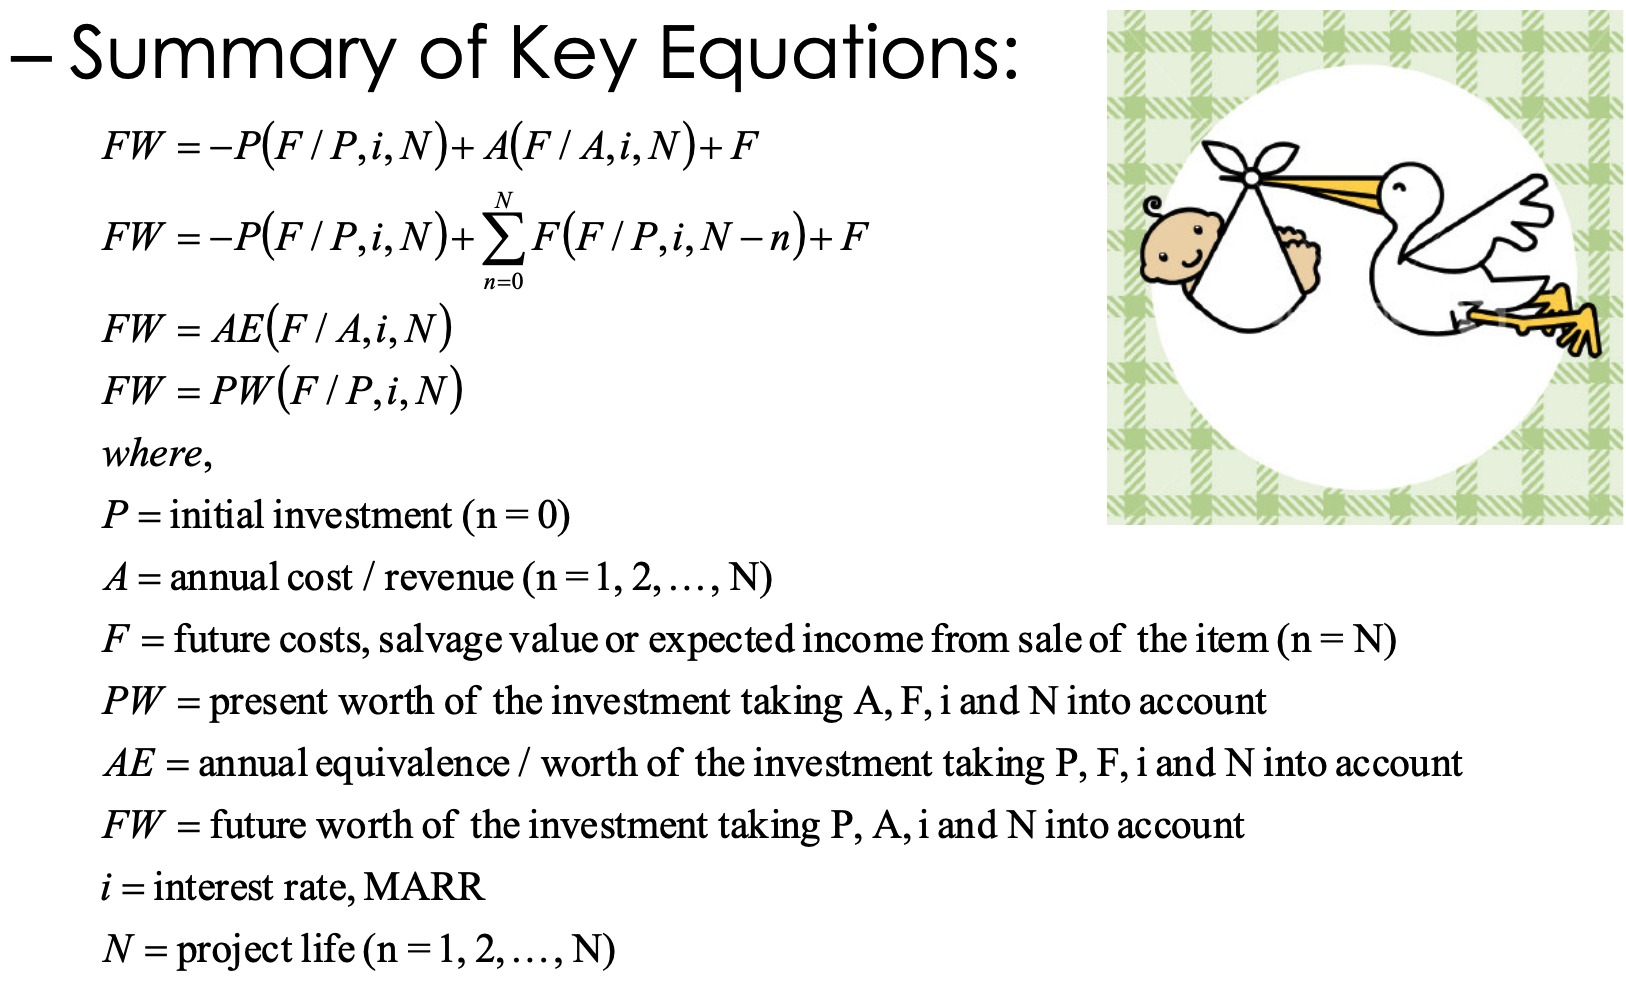 – Summary of Key Equations:
FW = −P(F / P, i, N) + A(F / A, i, N) + F
N
FW = −P(F / P, i, N) + ∑ F(F / P, i, N − n) + F
n=0
FW = AE(F / A, i, N)
FW = PW(F / P, i, N)
where,
P = initial investment (n = 0)
A = annual cost / revenue (n = 1, 2, …, N)
F = future costs, salvage value or expected income from sale of the item (n = N)
PW = present worth of the investment taking A, F, i and N into account
AE = annual equivalence / worth of the investment taking P, F, i and N into account
FW = future worth of the investment taking P, A, i and N into account
i = interest rate, MARR
N = project life (n = 1, 2, …, N)